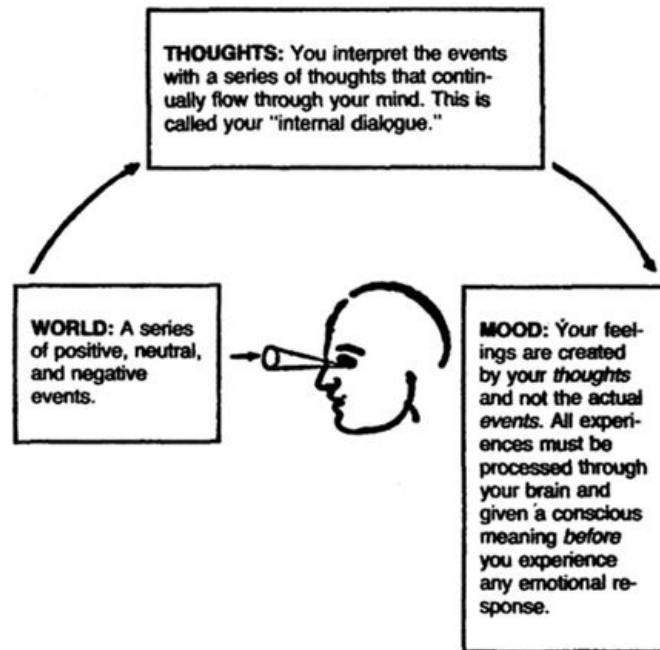 THOUGHTS: You interpret the events
with a series of thoughts that contin-
ually flow through your mind. This is
called your "internal dialogue."
WORLD: A series
of positive, neutral,
and negative
events.
MOOD: Your feel-
ings are created
by your thoughts
and not the actual
events. All experi-
ences must be
processed through
your brain and
given a conscious
meaning before
you experience
any emotional re-
sponse.